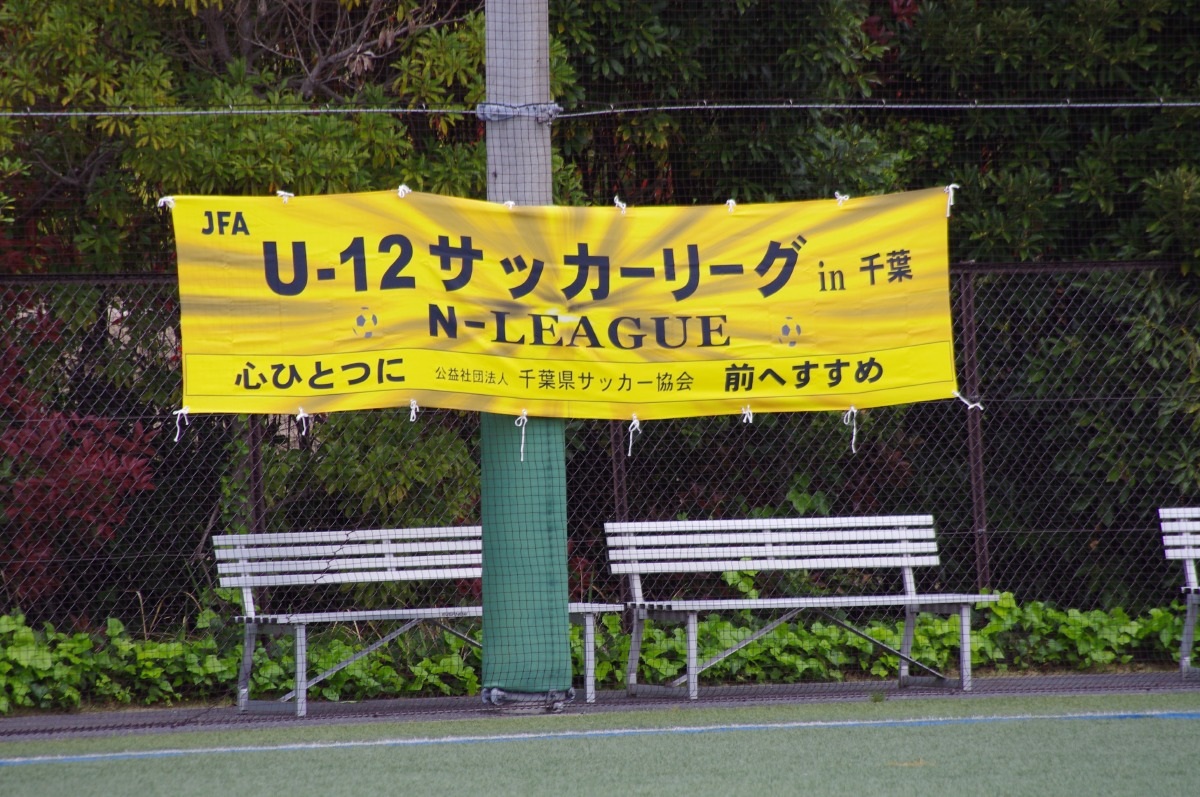 JFA
U-12サッカーリーグ in 千葉
N-LEAGUE
心ひとつに 公益社団法人 千葉県サッカー協会 前へすすめ